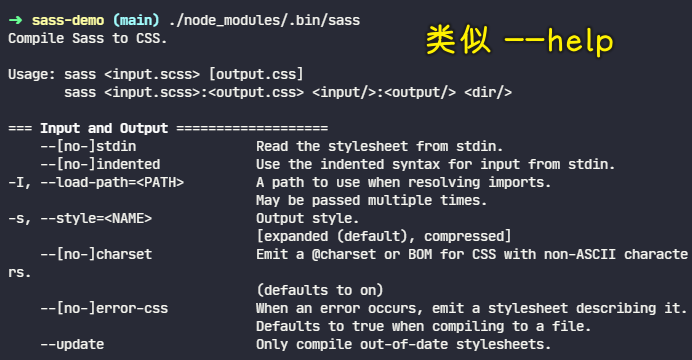 ➜ sass-demo (main) ./node_modules/.bin/sass
Compile Sass to CSS.
类似 --help
Usage: sass <input.scss> [output.css]
       sass <input.scss>:<output.css> <input/>:<output/> <dir/>
=== Input and Output ===================
    --[no-]stdin               Read the stylesheet from stdin.
    --[no-]indented            Use the indented syntax for input from stdin.
-I, --load-path=<PATH>         A path to use when resolving imports.
                               May be passed multiple times.
-s, --style=<NAME>             Output style.
                               [expanded (default), compressed]
    --[no-]charset             Emit a @charset or BOM for CSS with non-ASCII characte
rs.
                               (defaults to on)
    --[no-]error-css           When an error occurs, emit a stylesheet describing it.
                               Defaults to true when compiling to a file.
    --update                   Only compile out-of-date stylesheets.